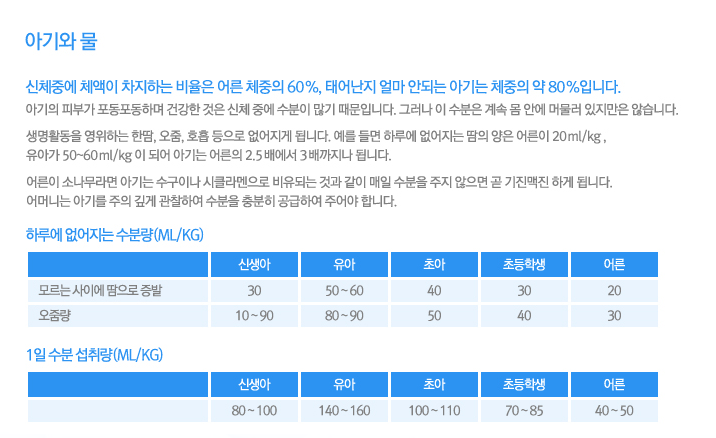 아기와 물
신체중에 체액이 차지하는 비율은 어른 체중의 60%, 태어난지 얼마 안되는 아기는 체중의 약 80%입니다.
아기의 피부가 포동포동하며 건강한 것은 신체 중에 수분이 많기 때문입니다. 그러나 이 수분은 계속 몸 안에 머물러 있지만은 않습니다.
생명활동을 영위하는 한땀, 오줌, 호흡 등으로 없어지게 됩니다. 예를 들면 하루에 없어지는 땀의 양은 어른이 20ml/kg ,
유아가 50~60ml/kg 이 되어 아기는 어른의 2.5배에서 3배까지나 됩니다.
어른이 소나무라면 아기는 수구이나 시클라멘으로 비유되는 것과 같이 매일 수분을 주지 않으면 곧 기진맥진 하게 됩니다.
어머니는 아기를 주의 깊게 관찰하여 수분을 충분히 공급하여 주어야 합니다.
하루에 없어지는 수분량(ML/KG)
신생아 유아 초아 초등학생 어른
모르는 사이에 땀으로 증발 30 50~60 40 30 20
오줌량 10~90 80~90 50 40 30
1일 수분 섭취량(ML/KG)
신생아 유아 초아 초등학생 어른
80~100 140~160 100~110 70~85 40~50